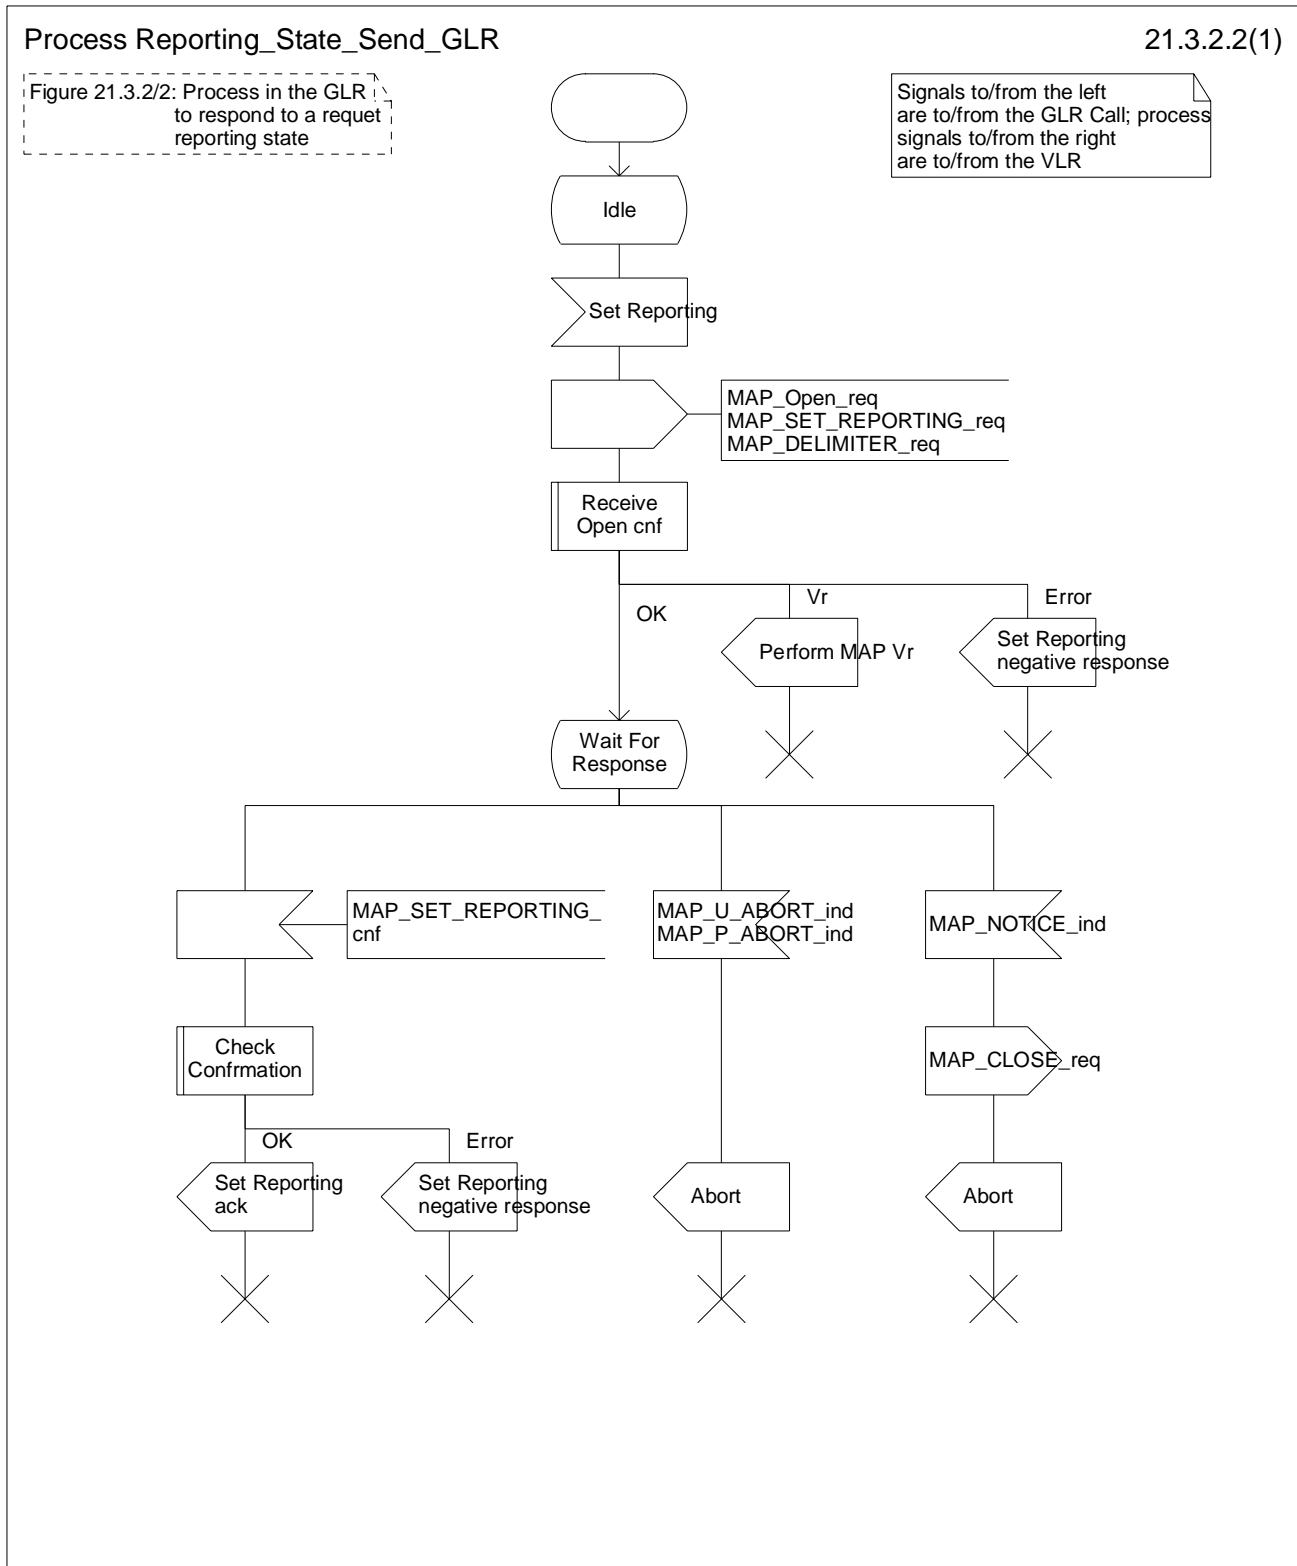 Process Reporting_State_Send_GLR
21.3.2.2(1)
Figure 21.3.2/2: Process in the GLR
to respond to a requet
reporting state
Signals to/from the left
are to/from the GLR Call; process
signals to/from the right
are to/from the VLR
Idle
Set Reporting
MAP_Open_req
MAP_SET_REPORTING_req
MAP_DELIMITER_req
Receive
Open cnf
OK
Vr
Error
Perform MAP Vr
Set Reporting
negative response
Wait For
Response
MAP_SET_REPORTING_
cnf
MAP_U_ABORT_ind
MAP_P_ABORT_ind
MAP_NOTICE_ind
Check
Confrmation
MAP_CLOSE_req
OK
Error
Set Reporting
ack
Set Reporting
negative response
Abort
Abort